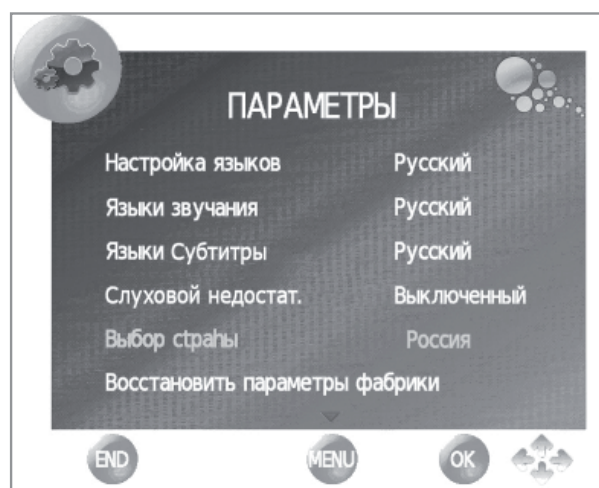 ПАРАМЕТРЫ
Настройка языков Русский
Языки звучания Русский
Языки Субтитры Русский
Слуховой недостат. Выключенный
Выбор ctpahы Россия
Восстановить параметры фабрики
END MENU OK